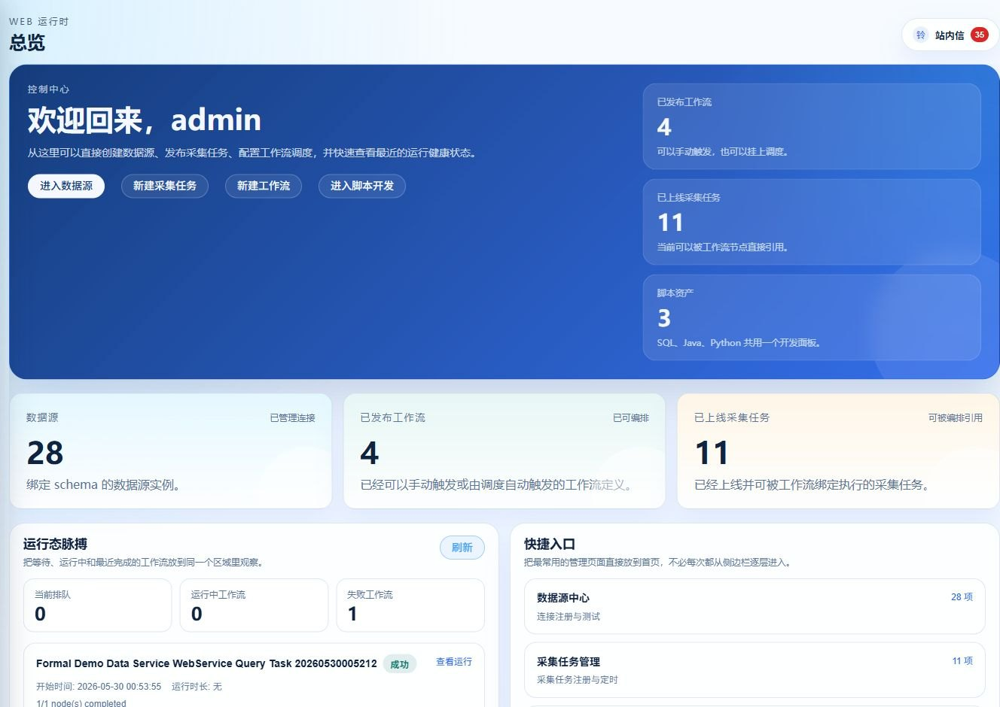 WEB 运行时
总览
铃 站内信 35
控制中心
欢迎回来，admin
从这里可以直接创建数据源、发布采集任务、配置工作流调度，并快速查看最近的运行健康状态。
进入数据源 新建采集任务 新建工作流 进入脚本开发
已发布工作流
4
可以手动触发，也可以挂上调度。
已上线采集任务
11
当前可以被工作流节点直接引用。
脚本资产
3
SQL、Java、Python 共用一个开发面板。
数据源 已管理连接
28
绑定 schema 的数据源实例。
已发布工作流 已可编排
4
已经可以手动触发或由调度自动触发的工作流定义。
已上线采集任务 可被编排引用
11
已经上线并可被工作流绑定执行的采集任务。
运行态脉搏
刷新
把等待、运行中和最近完成的工作流放到同一个区域里观察。
当前排队
0
运行中工作流
0
失败工作流
1
Formal Demo Data Service WebService Query Task 20260530005212 成功 查看运行
开始时间: 2026-05-30 00:53:55 运行时长: 无
1/1 node(s) completed
快捷入口
把最常用的管理页面直接放到首页，不必每次都从侧边栏逐层进入。
数据源中心 28 项
连接注册与测试
采集任务管理 11 项
采集任务注册与定时